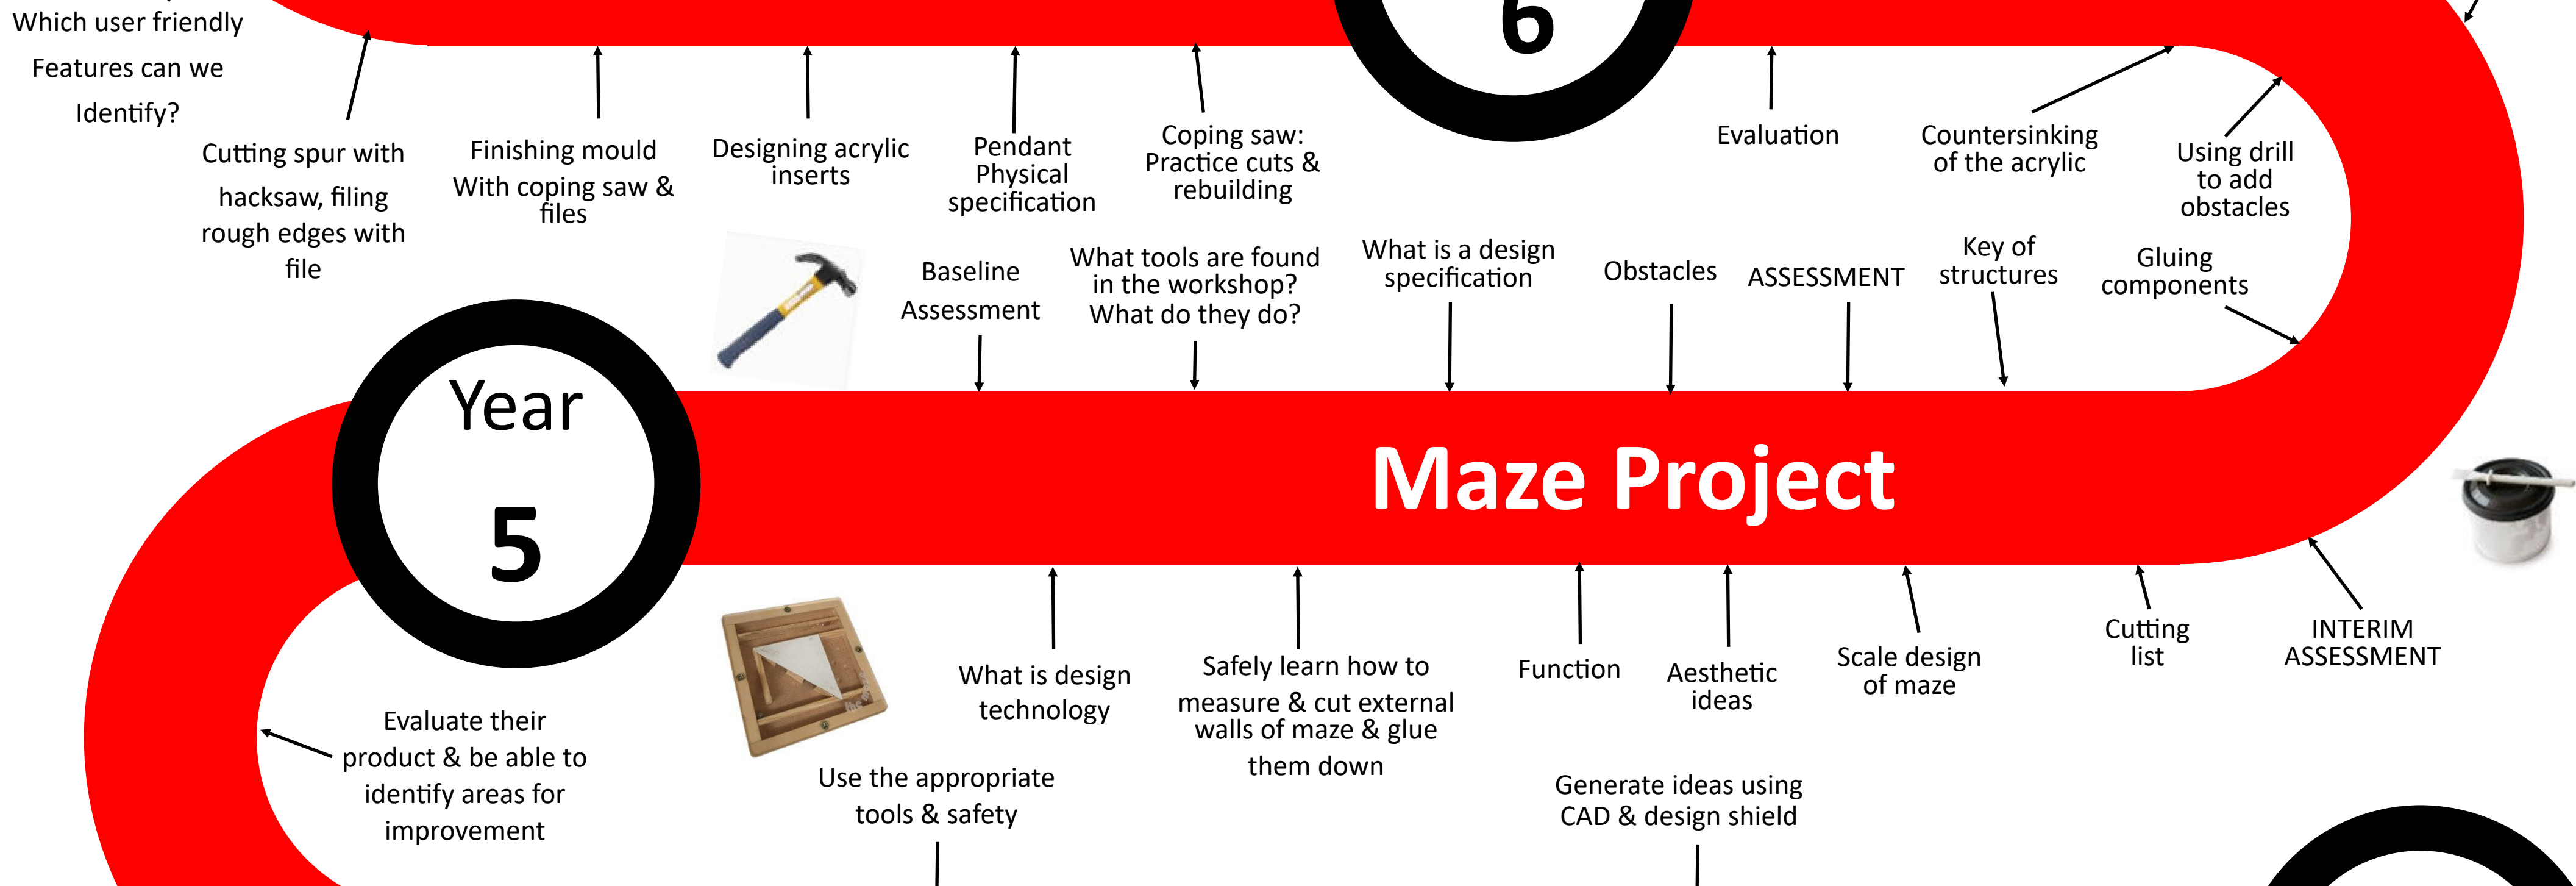 Which user friendly
Features can we
Identify?
6
Cutting spur with
hacksaw, filing
rough edges with
file
Finishing mould
With coping saw &
files
Designing acrylic
inserts
Pendant
Physical
specification
Coping saw:
Practice cuts &
rebuilding
Evaluation
Countersinking
of the acrylic
Using drill
to add
obstacles
Baseline
Assessment
What tools are found
in the workshop?
What do they do?
What is a design
specification
Obstacles
ASSESSMENT
Key of
structures
Gluing
components
Year
5
Maze Project
What is design
technology
Safely learn how to
measure & cut external
walls of maze & glue
them down
Function
Aesthetic
ideas
Scale design
of maze
Cutting
list
INTERIM
ASSESSMENT
Evaluate their
product & be able to
identify areas for
improvement
Use the appropriate
tools & safety
Generate ideas using
CAD & design shield